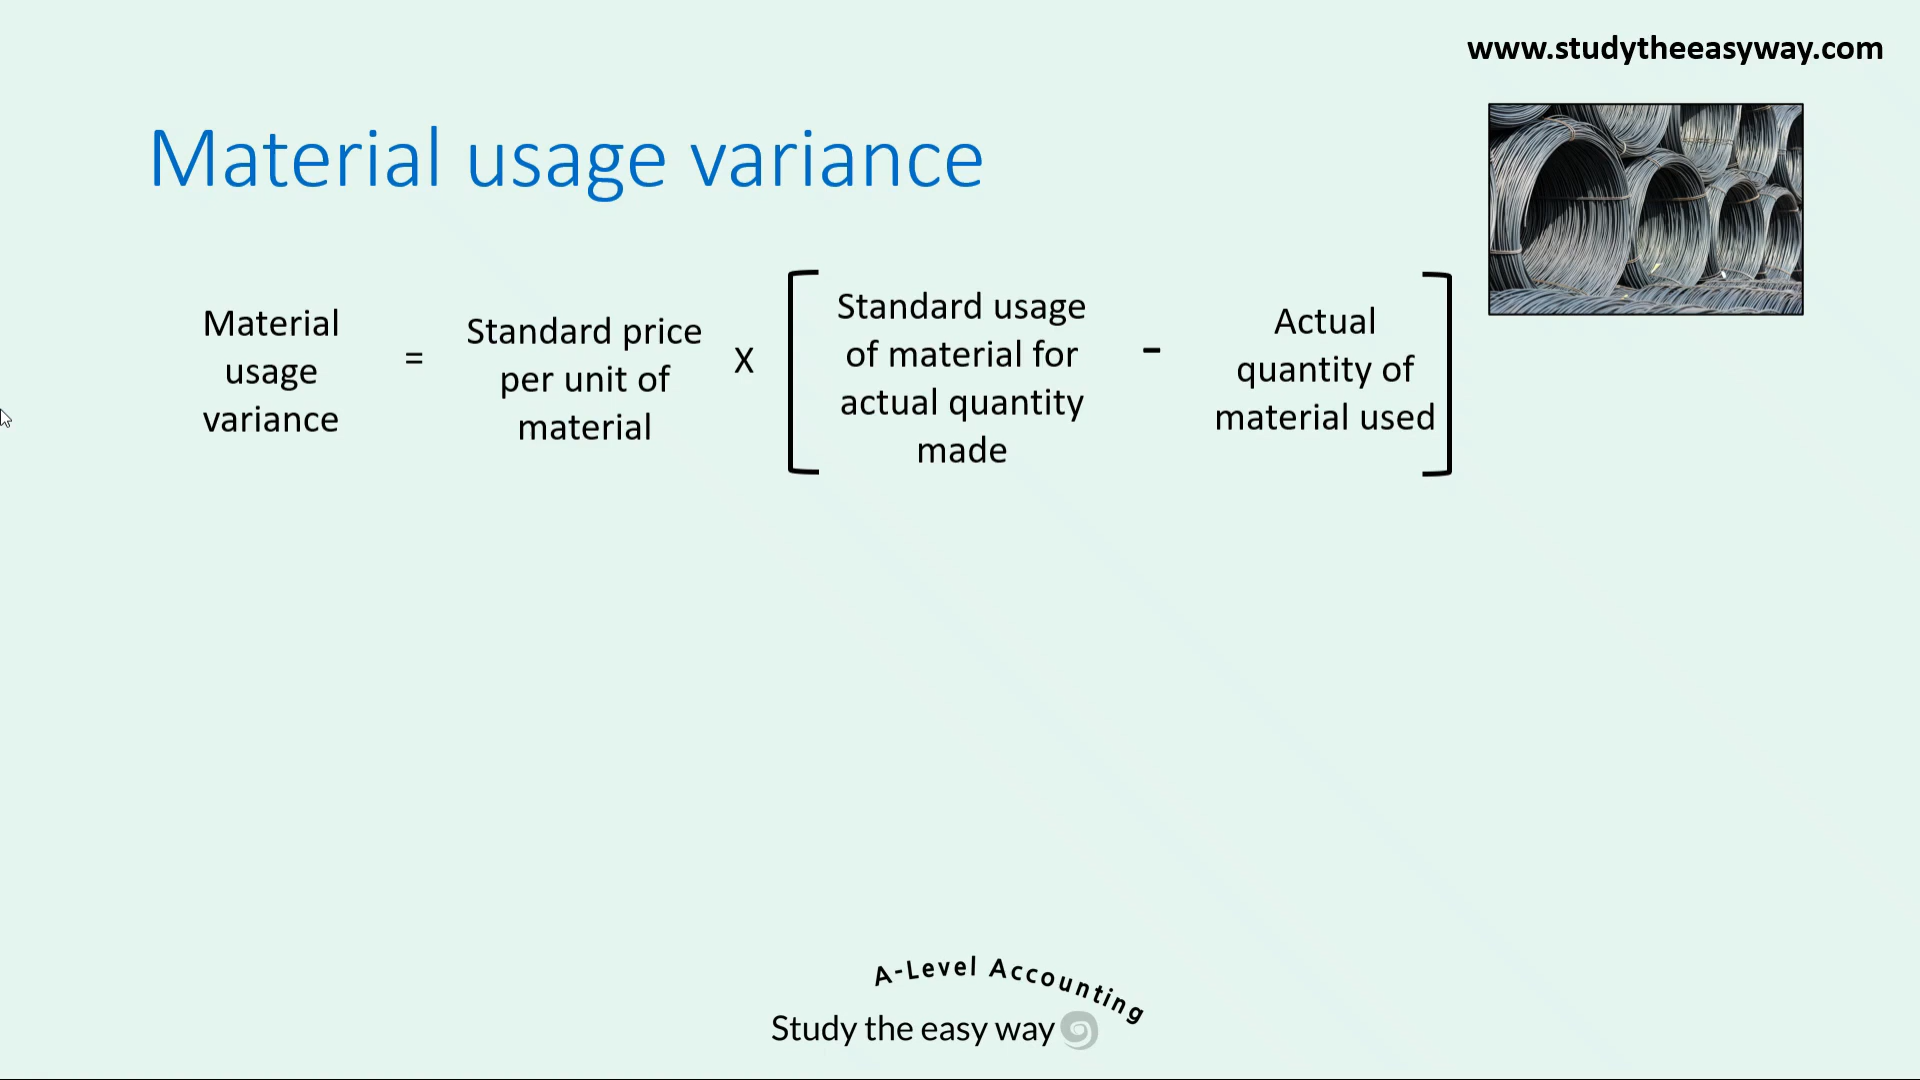 www.studytheeasyway.com
Material usage variance
Material
usage
variance
=
Standard price
per unit of
material
X
Standard usage
of material for
actual quantity
made
-
Actual
quantity of
material used
A-Level Accounting
Study the easy way